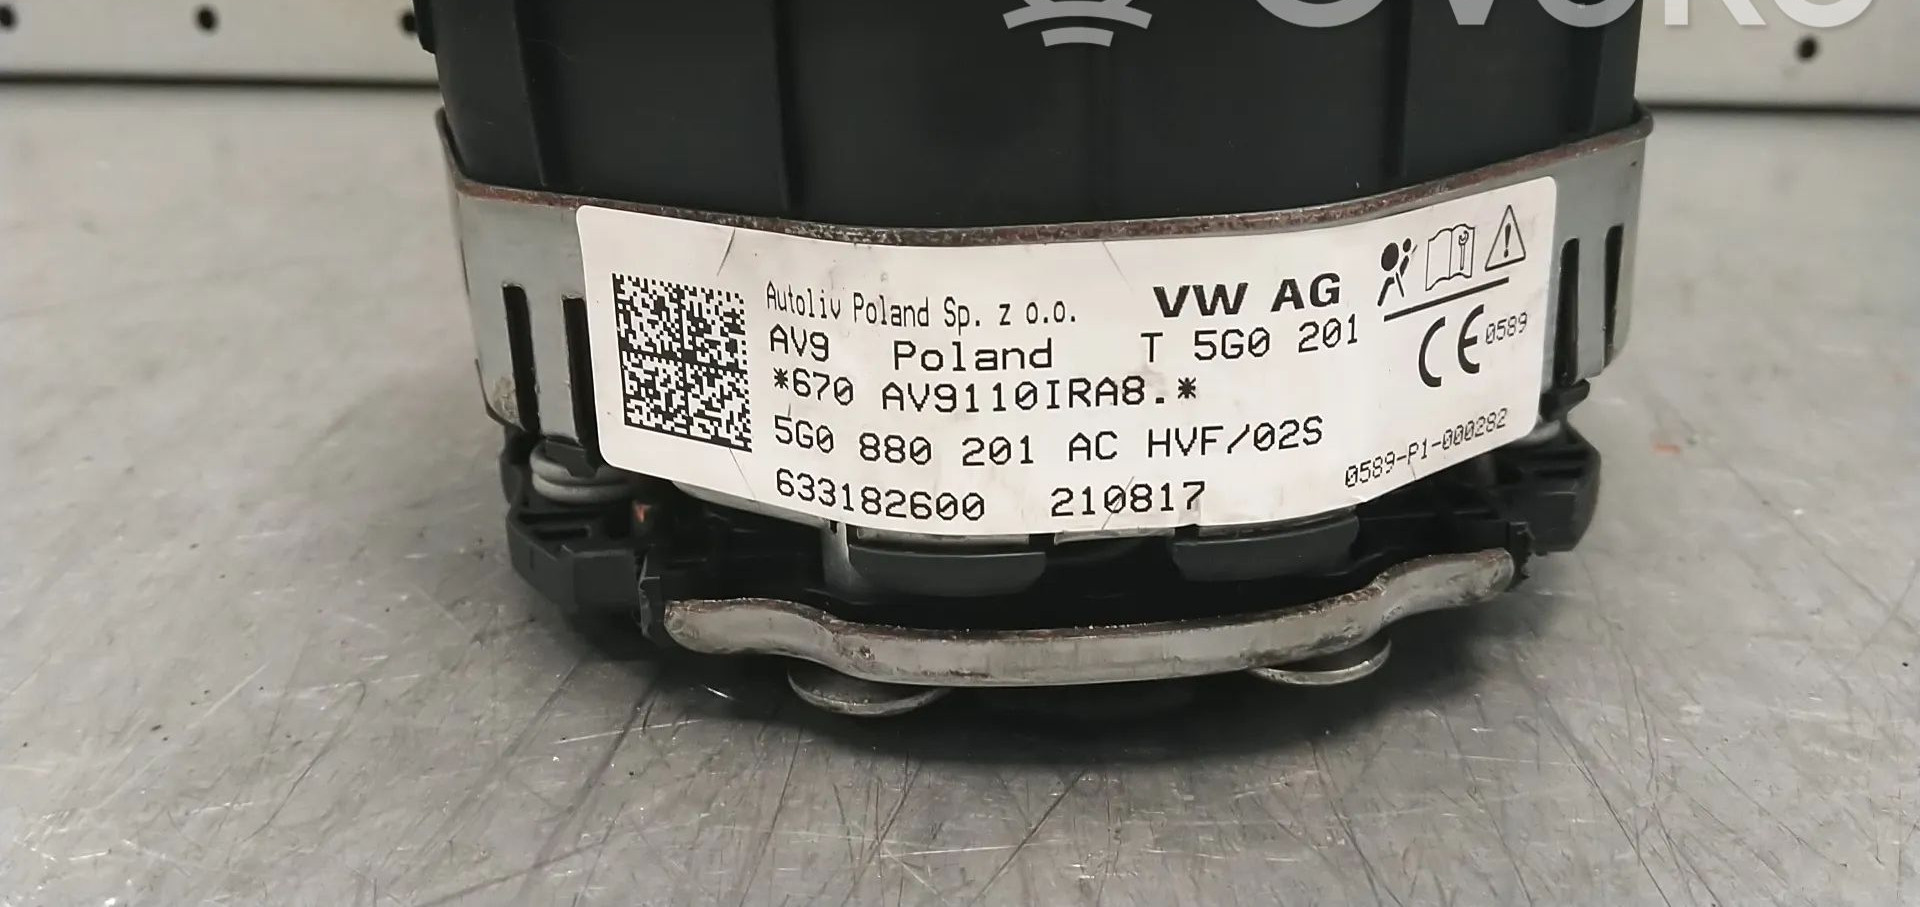 Autoliv Poland Sp. z o.o.
VW AG
AV9 Poland T 5G0 201
*670 AV9110IRA8.*
5G0 880 201 AC HVF/02S
633182600 210817
CE 0589
0589-P1-000282